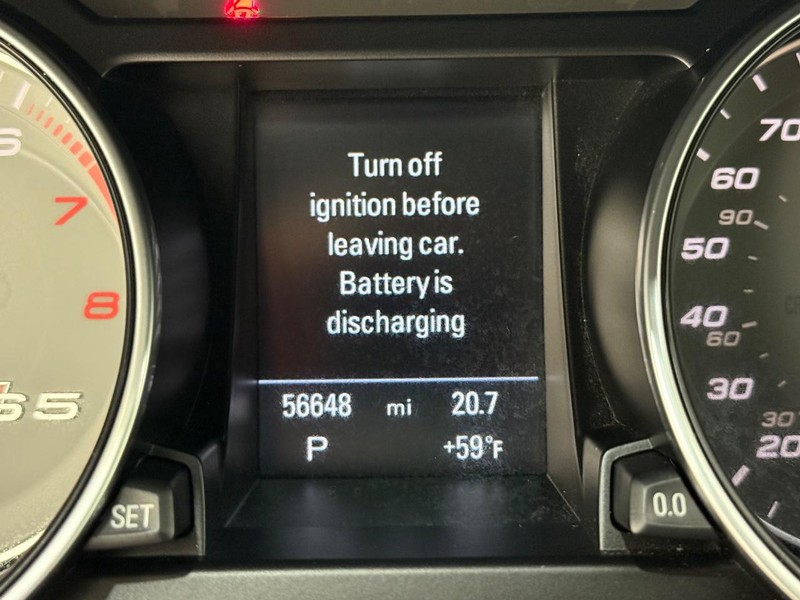 Turn off
ignition before
leaving car.
Battery is
discharging
56648 mi 20.7
P +59°F
6
7
8
SET
0.0
70
60
90
50
40
60
30
30
20